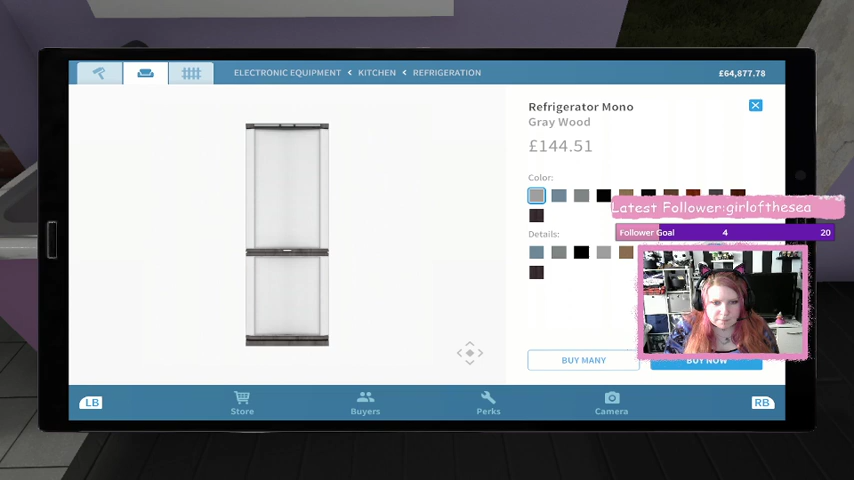 ELECTRONIC EQUIPMENT < KITCHEN < REFRIGERATION
£64,877.78
Refrigerator Mono
Gray Wood
£144.51
Color:
Latest Follower:girlofthesea
Follower Goal 4 20
Details:
BUY MANY
BUY NOW
LB
Store
Buyers
Perks
Camera
RB